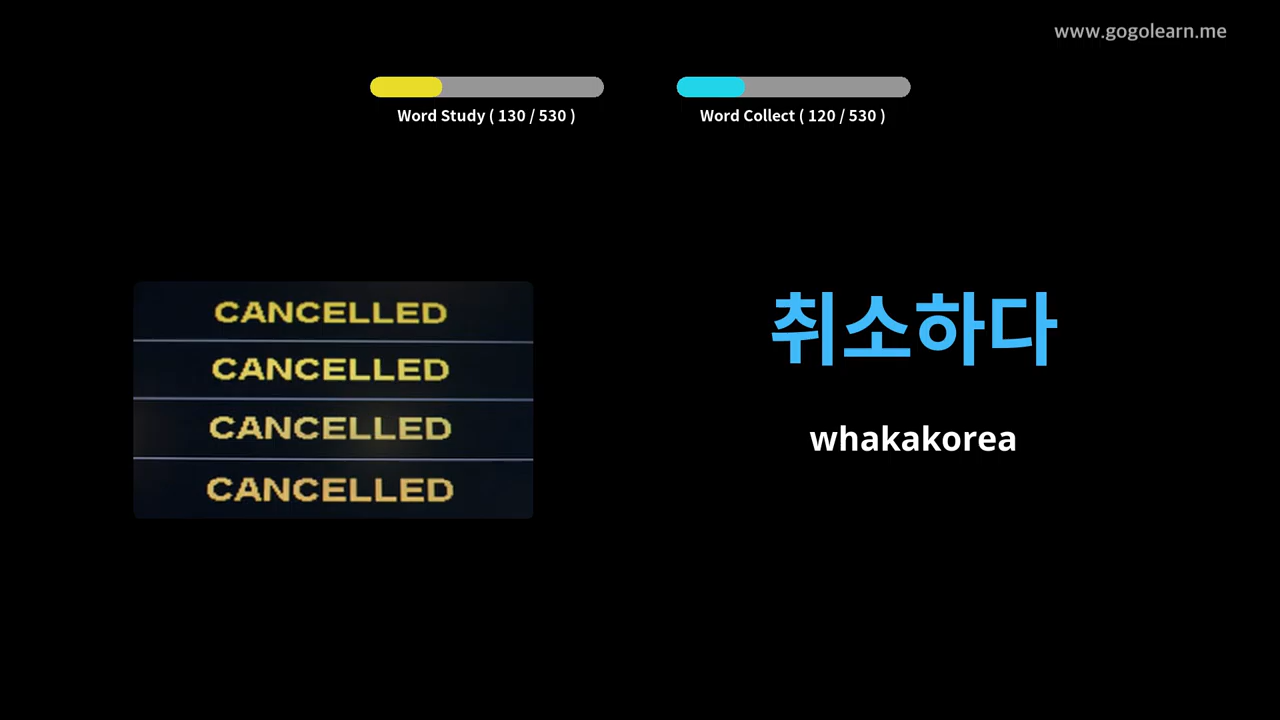 www.gogolearn.me
Word Study ( 130 / 530 )
Word Collect ( 120 / 530 )
CANCELLED
CANCELLED
CANCELLED
CANCELLED
취소하다
whakakorea